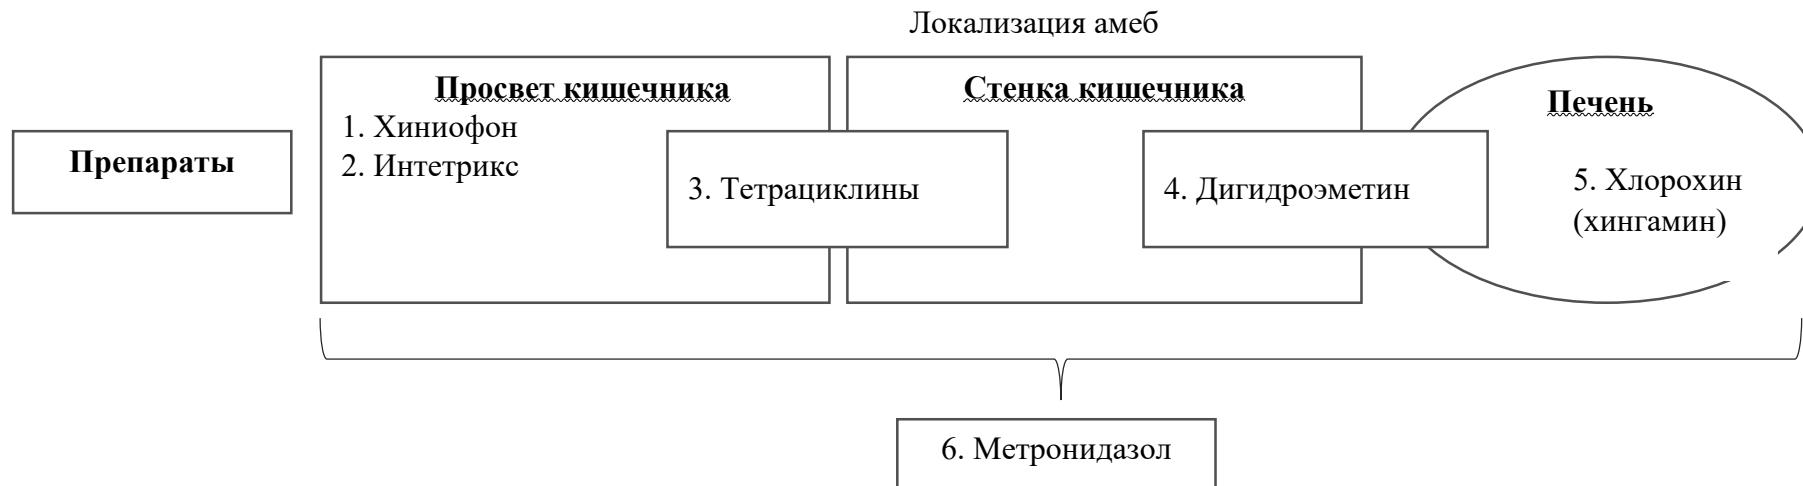 Локализация амеб
Препараты
Просвет кишечника
1. Хиниофон
2. Интетрикс
3. Тетрациклины
Стенка кишечника
4. Дигидроэметин
Печень
5. Хлорохин
(хингамин)
6. Метронидазол